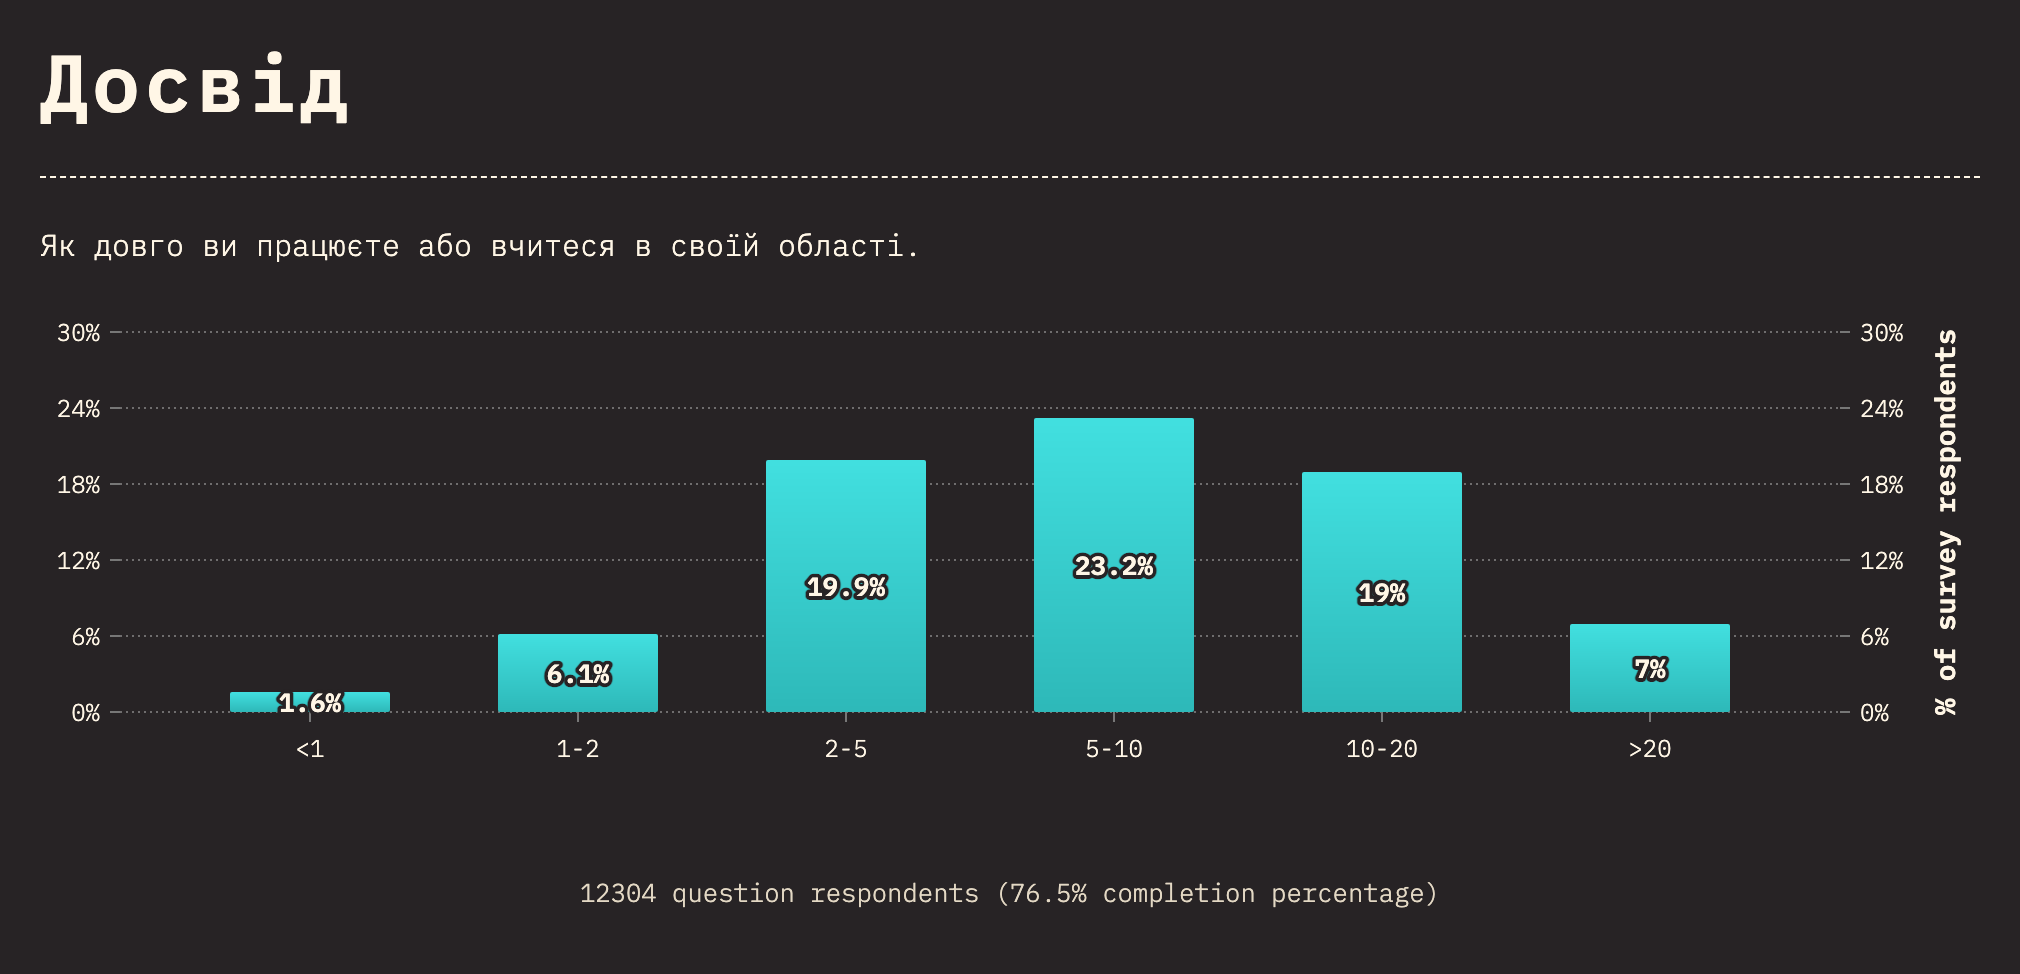 Досвід
Як довго ви працюєте або вчитеся в своїй області.
30% 30%
24% 24%
18% 18%
12% 12%
6% 6%
0% 0%
% of survey respondents
1.6% 6.1% 19.9% 23.2% 19% 7%
<1 1-2 2-5 5-10 10-20 >20
12304 question respondents (76.5% completion percentage)